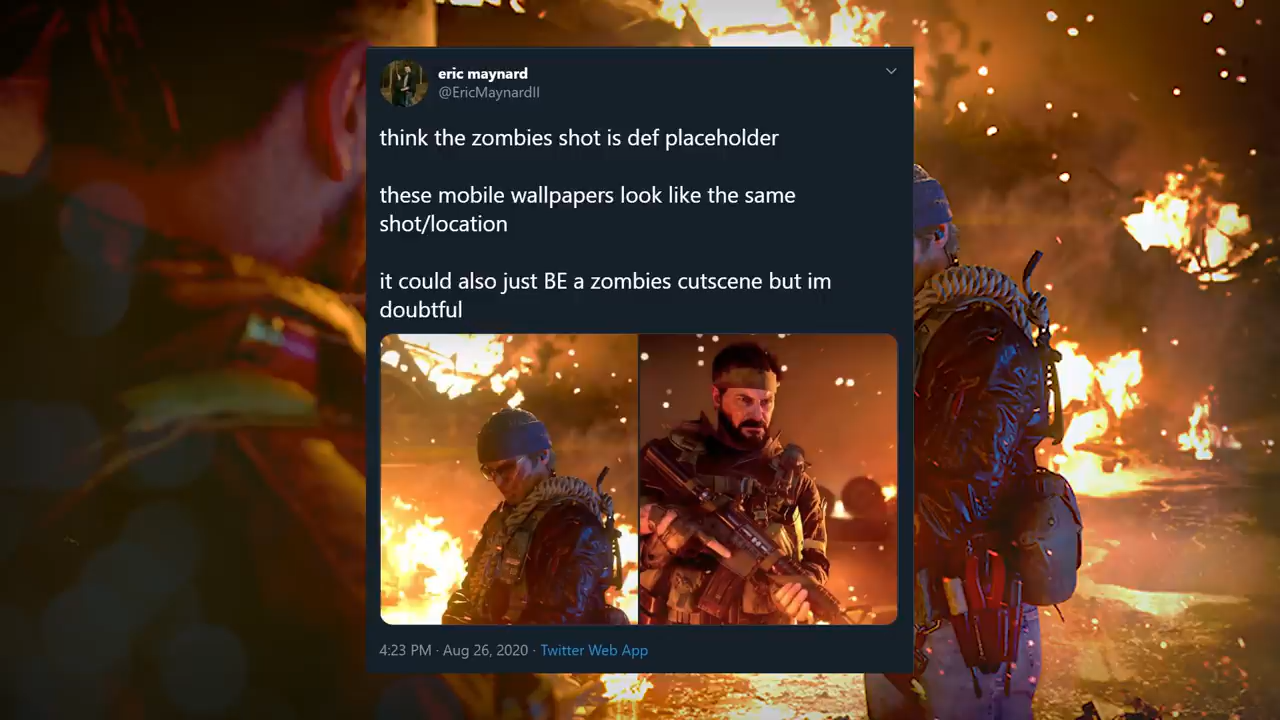 eric maynard
@EricMaynardII
think the zombies shot is def placeholder
these mobile wallpapers look like the same
shot/location
it could also just BE a zombies cutscene but im
doubtful
4:23 PM · Aug 26, 2020 · Twitter Web App